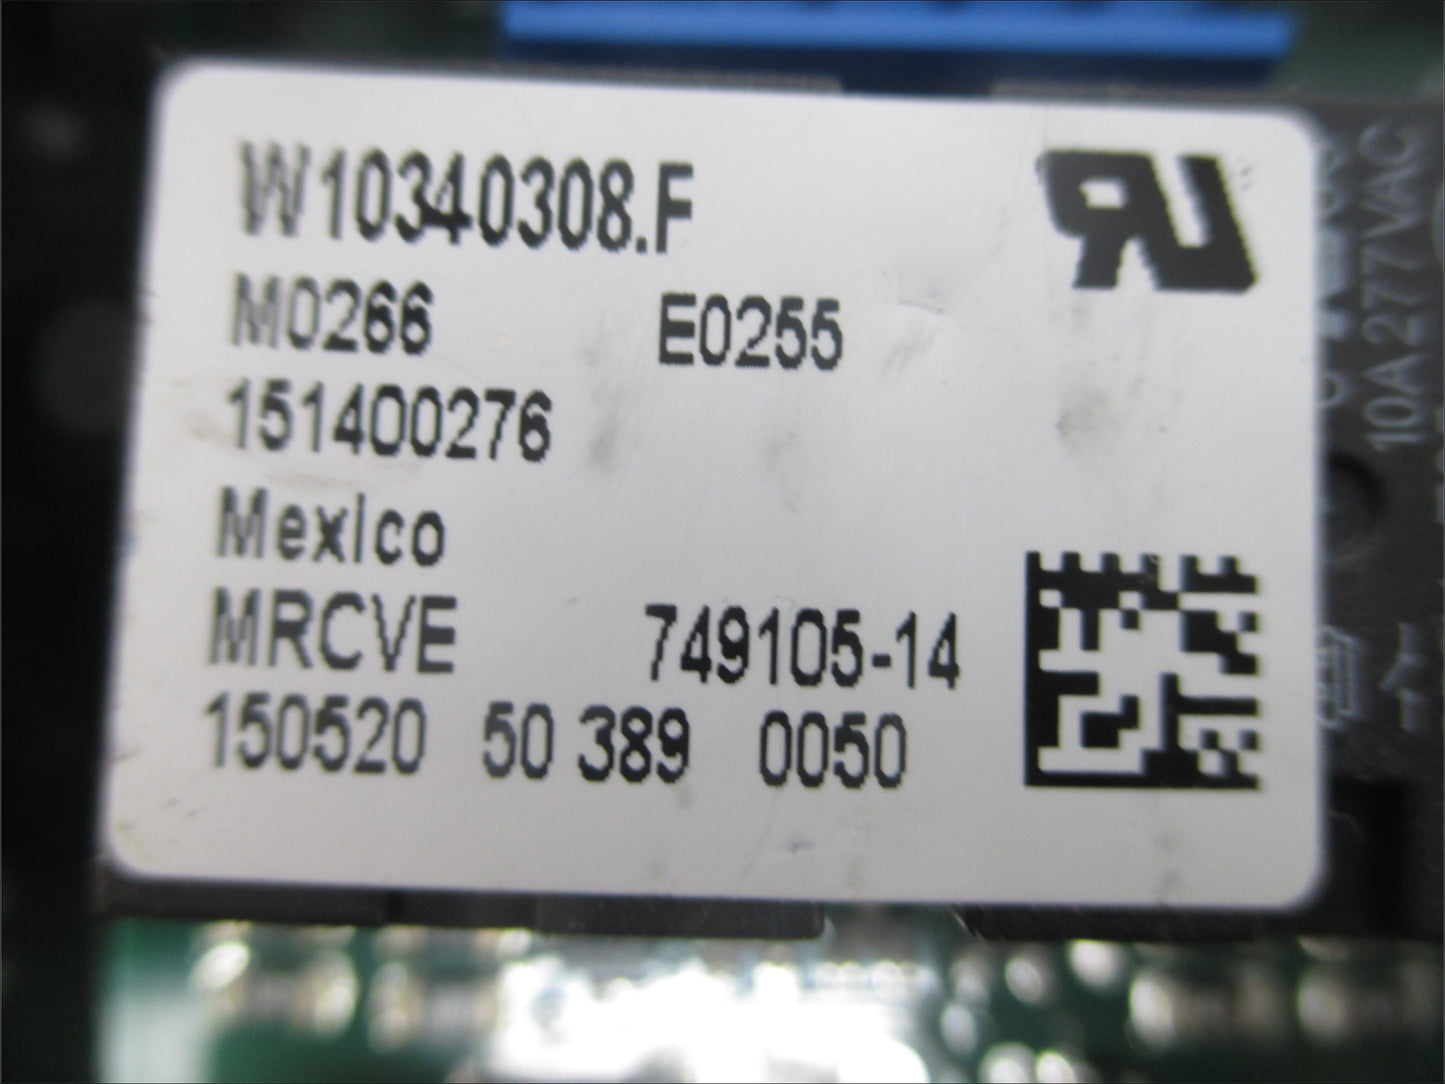 W10340308.F
M0266 E0255
151400276
Mexico
MRCVE 749105-14
150520 50 389 0050
10A 277VAC